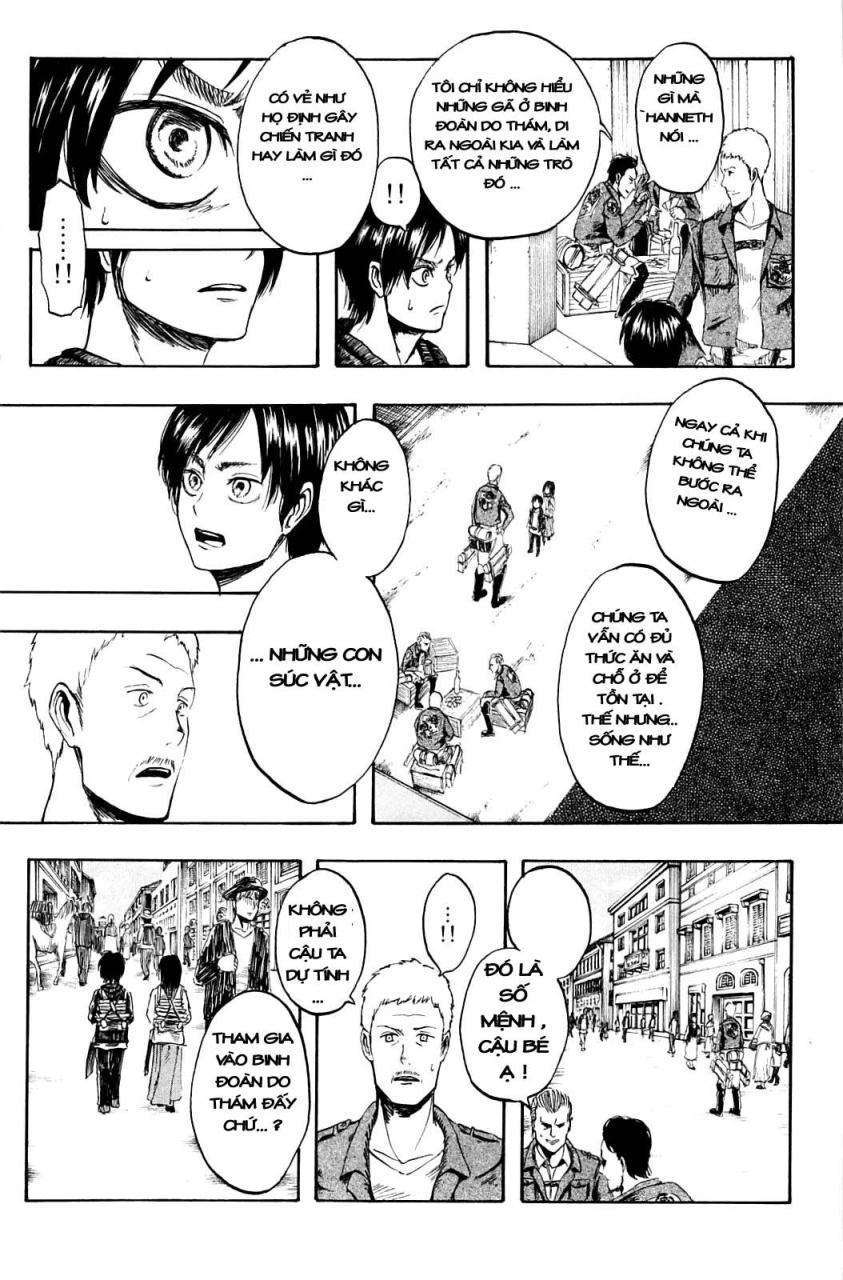 NHỮNG
GÌ MÀ
HANNETH
NÓI ...
TÔI CHỈ KHÔNG HIỂU
NHỮNG GÃ Ở BINH
ĐOÀN DO THÁM, DI
RA NGOÀI KIA VÀ LÀM
TẤT CẢ NHỮNG TRÒ
ĐÓ ...
!!
CÓ VẺ NHƯ
HỌ ĐỊNH GÂY
CHIẾN TRANH
HAY LÀM GÌ ĐÓ
...
...!!
NGAY CẢ KHI
CHÚNG TA
KHÔNG THỂ
BƯỚC RA
NGOÀI ...
CHÚNG TA
VẪN CÓ ĐỦ
THỨC ĂN VÀ
CHỖ Ở ĐỂ
TỒN TẠI .
THẾ NHƯNG..
SỐNG NHƯ
THẾ...
KHÔNG
KHÁC
GÌ...
... NHỮNG CON
SÚC VẬT...
ĐÓ LÀ
SỐ
MỆNH ,
CẬU BÉ
Ạ !
...!!
KHÔNG
PHẢI
CẬU TA
DỰ TÍNH
...
THAM GIA
VÀO BINH
ĐOÀN DO
THÁM ĐẤY
CHỨ... ?